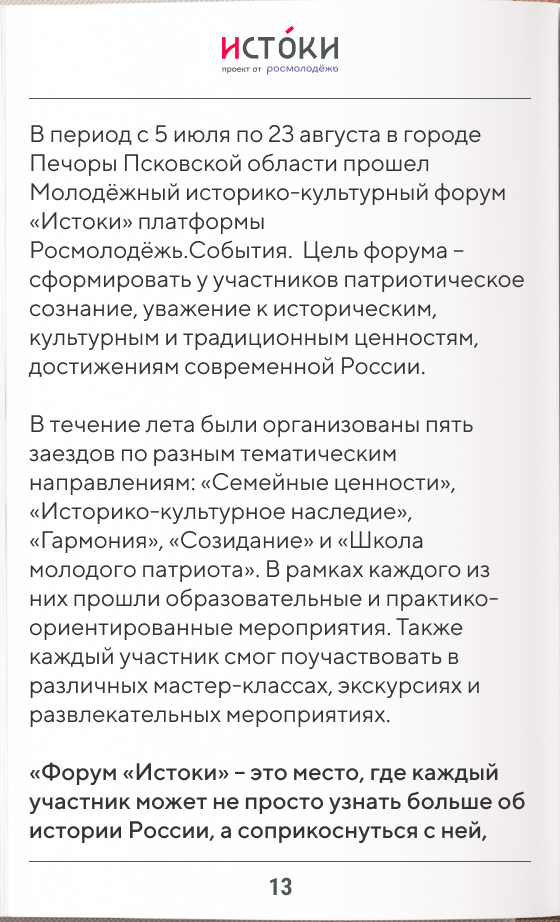 ИСТО́КИ
проект от росмолодёжь
В период с 5 июля по 23 августа в городе
Печоры Псковской области прошел
Молодёжный историко-культурный форум
«Истоки» платформы
Росмолодёжь.События.  Цель форума –
сформировать у участников патриотическое
сознание, уважение к историческим,
культурным и традиционным ценностям,
достижениям современной России.
В течение лета были организованы пять
заездов по разным тематическим
направлениям: «Семейные ценности»,
«Историко-культурное наследие»,
«Гармония», «Созидание» и «Школа
молодого патриота». В рамках каждого из
них прошли образовательные и практико-
ориентированные мероприятия. Также
каждый участник смог поучаствовать в
различных мастер-классах, экскурсиях и
развлекательных мероприятиях.
«Форум «Истоки» – это место, где каждый
участник может не просто узнать больше об
истории России, а соприкоснуться с ней,
13